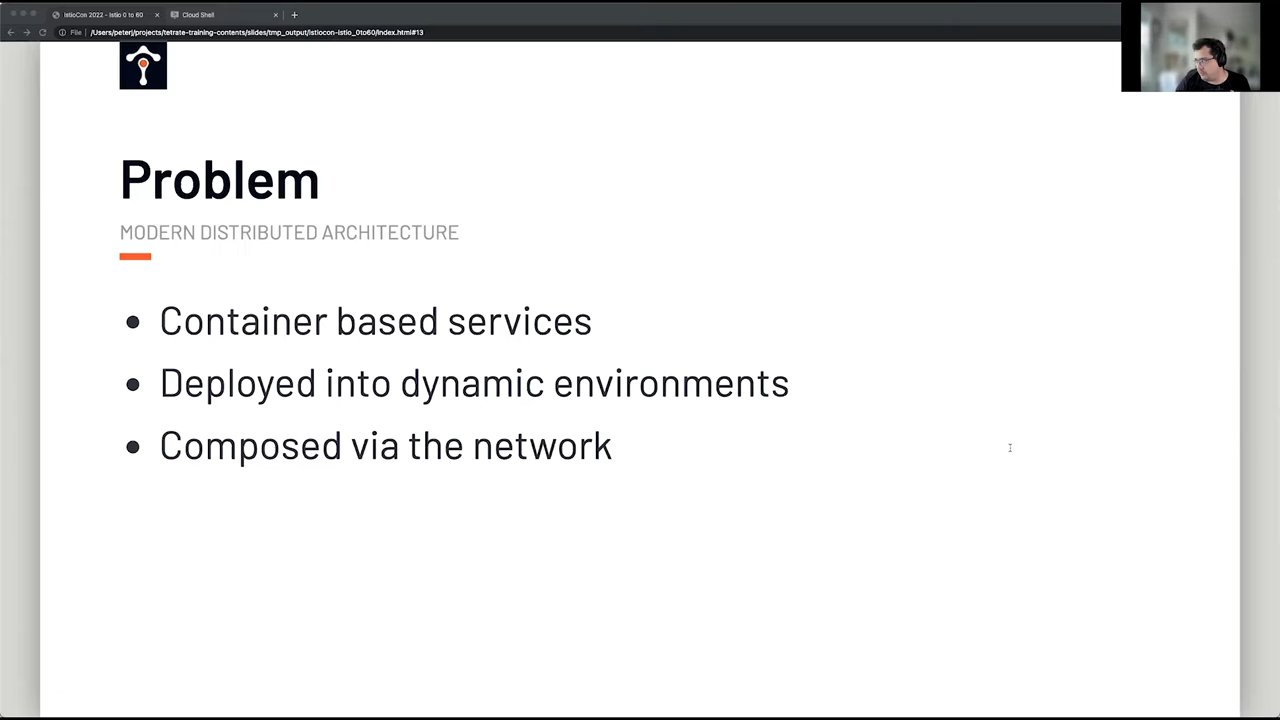 IstioCon 2022 - Istio 0 to 60
Cloud Shell
File
/Users/peterj/projects/tetrate-training-contents/slides/tmp_output/istiocon-istio_0to60/index.html#13
Problem
MODERN DISTRIBUTED ARCHITECTURE
Container based services
Deployed into dynamic environments
Composed via the network